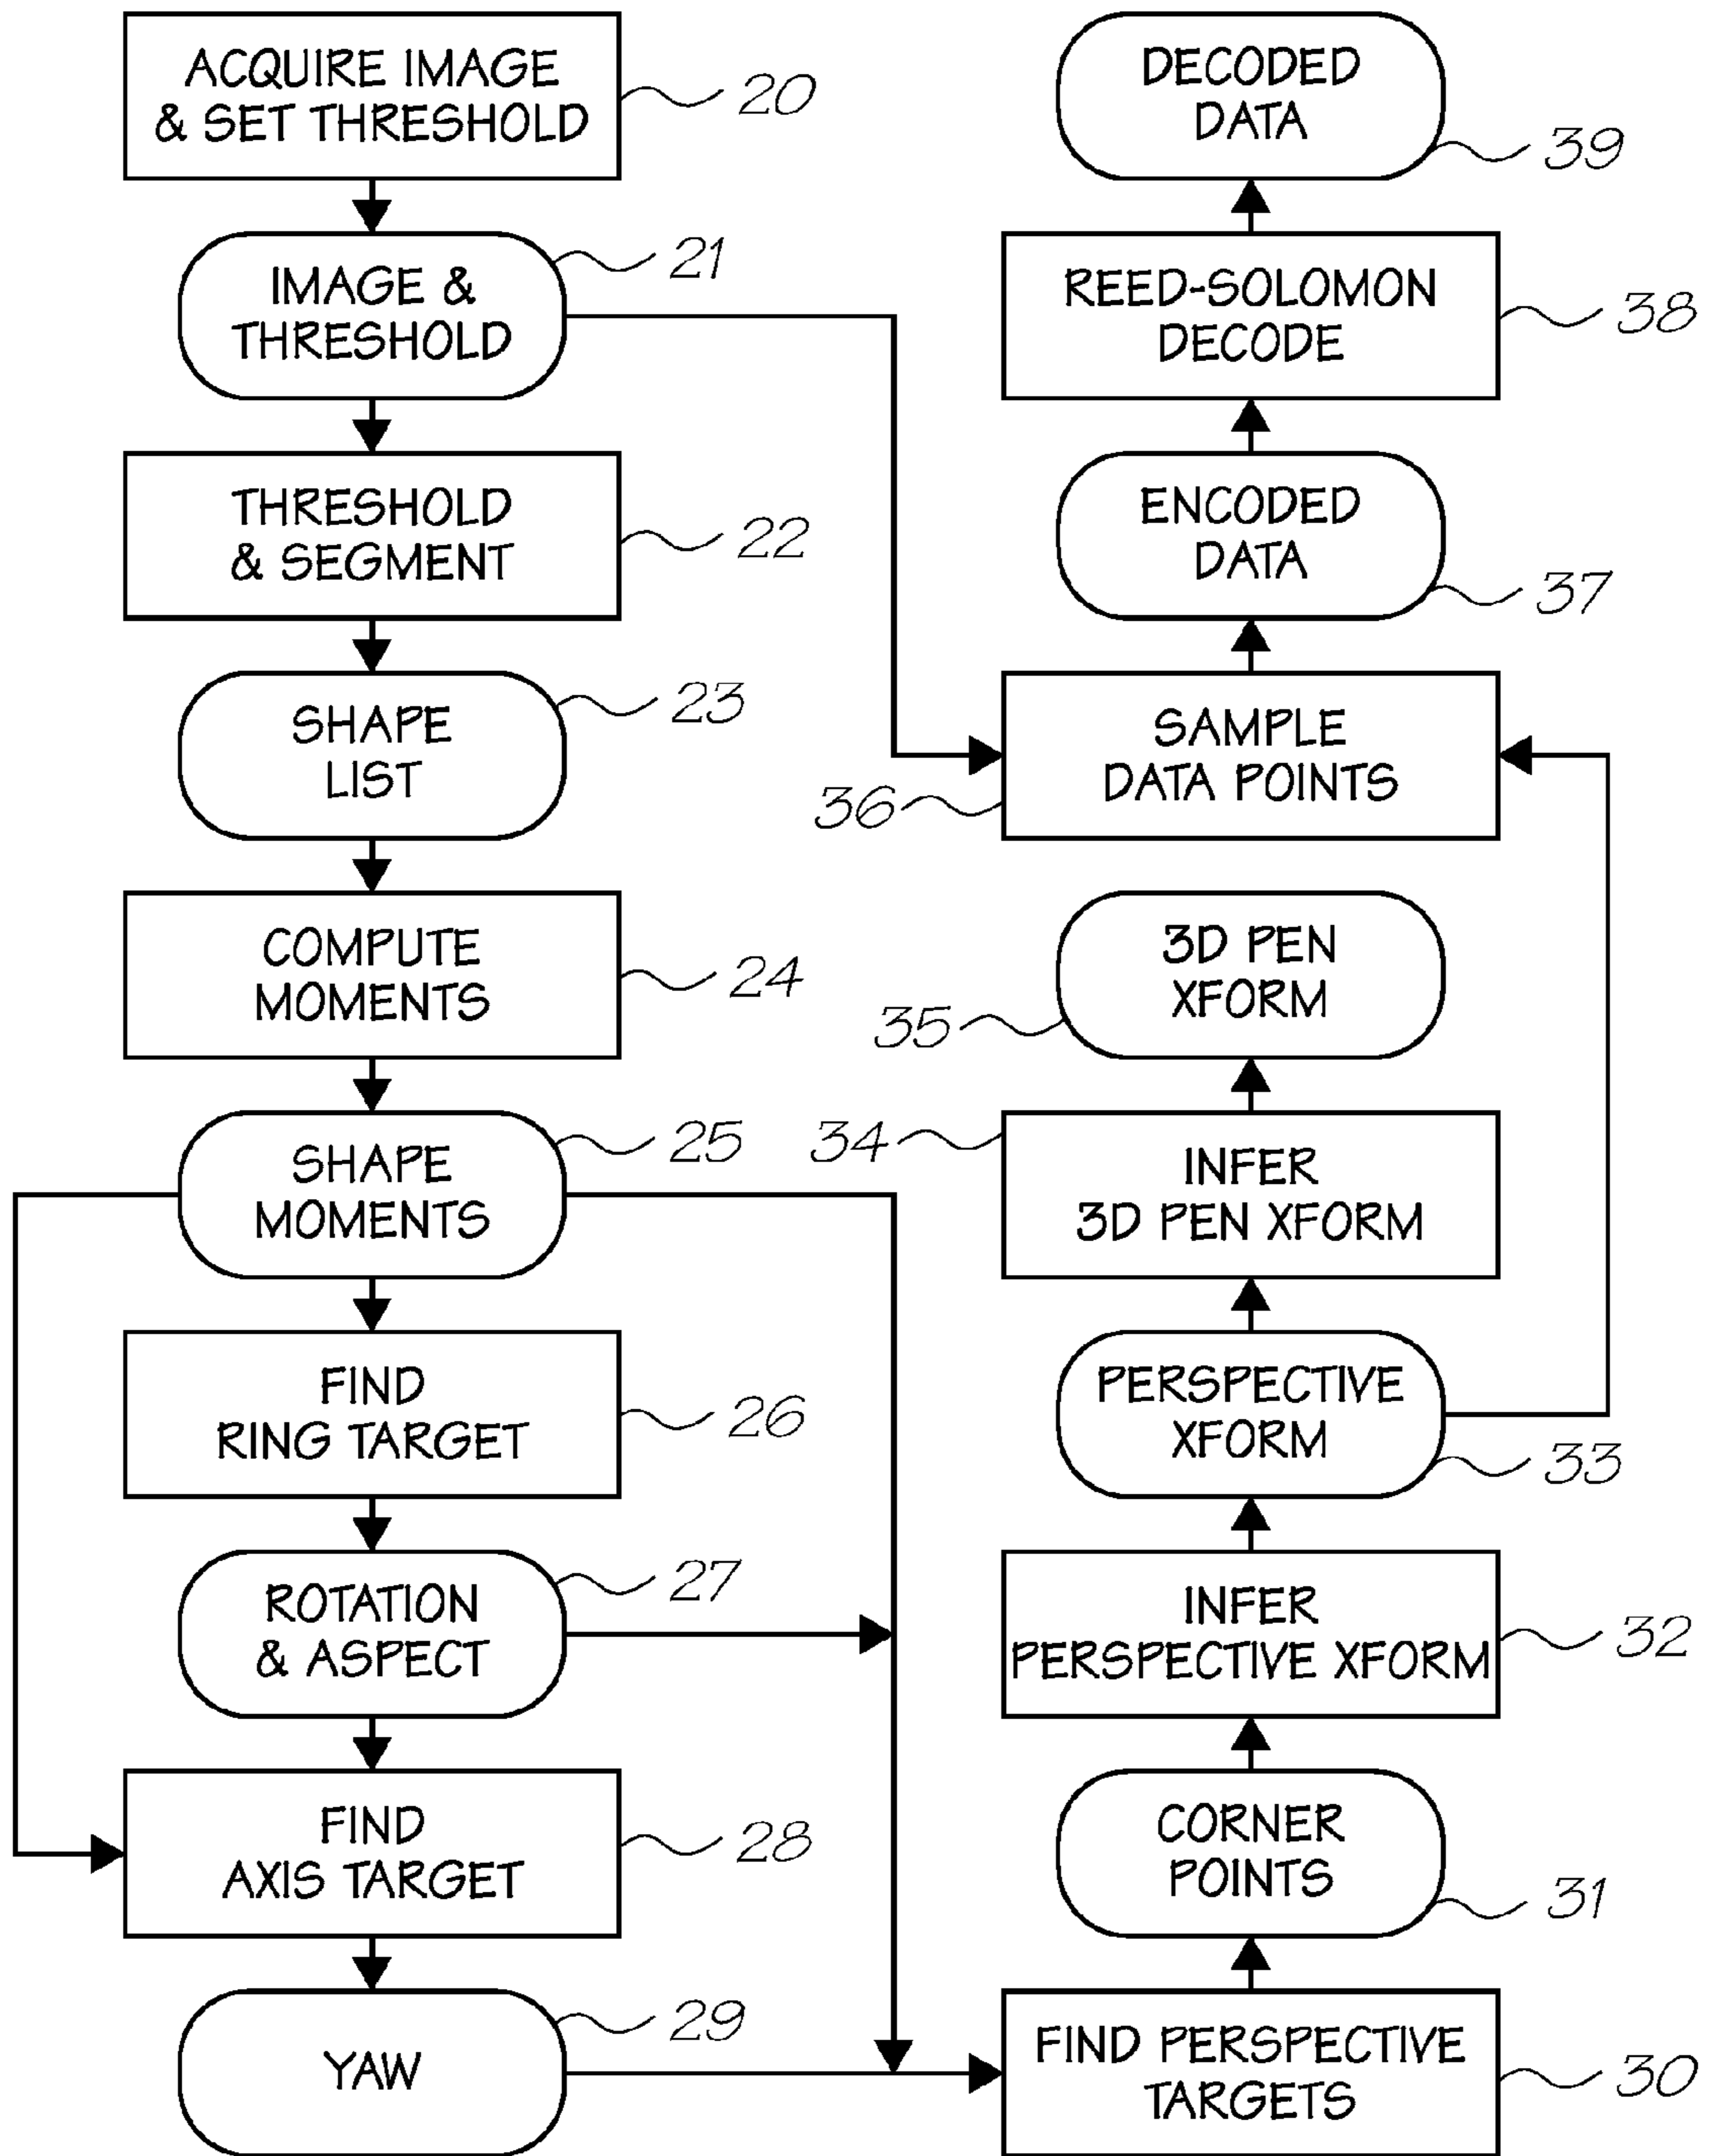 ACQUIRE IMAGE
& SET THRESHOLD
20
IMAGE &
THRESHOLD
21
THRESHOLD
& SEGMENT
22
SHAPE
LIST
23
COMPUTE
MOMENTS
24
SHAPE
MOMENTS
25
FIND
RING TARGET
26
ROTATION
& ASPECT
27
FIND
AXIS TARGET
28
YAW
29
DECODED
DATA
39
REED-SOLOMON
DECODE
38
ENCODED
DATA
37
SAMPLE
DATA POINTS
36
3D PEN
XFORM
35
INFER
3D PEN XFORM
34
PERSPECTIVE
XFORM
33
INFER
PERSPECTIVE XFORM
32
CORNER
POINTS
31
FIND PERSPECTIVE
TARGETS
30